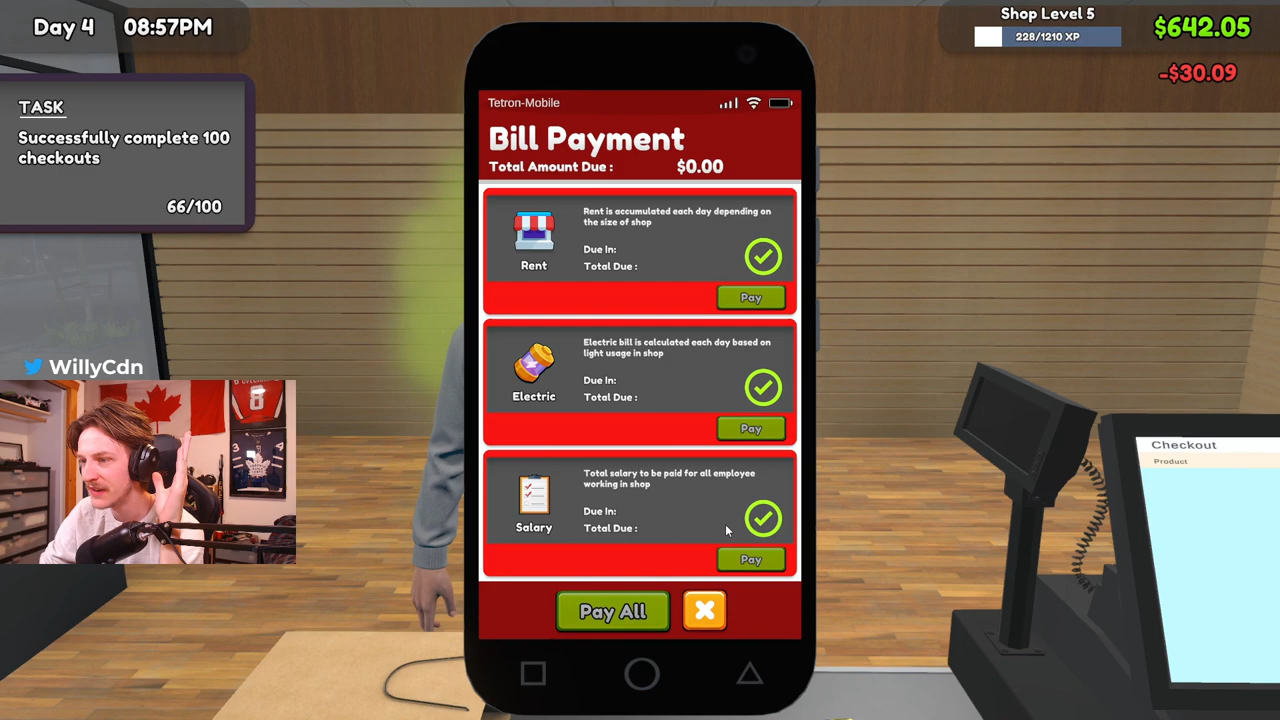 Day 4 08:57PM
Shop Level 5
228/1210 XP
$642.05
-$30.09
TASK
Successfully complete 100
checkouts
66/100
WillyCdn
Tetron-Mobile
Bill Payment
Total Amount Due : $0.00
Rent is accumulated each day depending on
the size of shop
Due In:
Total Due :
Rent
Pay
Electric bill is calculated each day based on
light usage in shop
Due In:
Total Due :
Electric
Pay
Total salary to be paid for all employee
working in shop
Due In:
Total Due :
Salary
Pay
Pay All
Checkout
Product
8